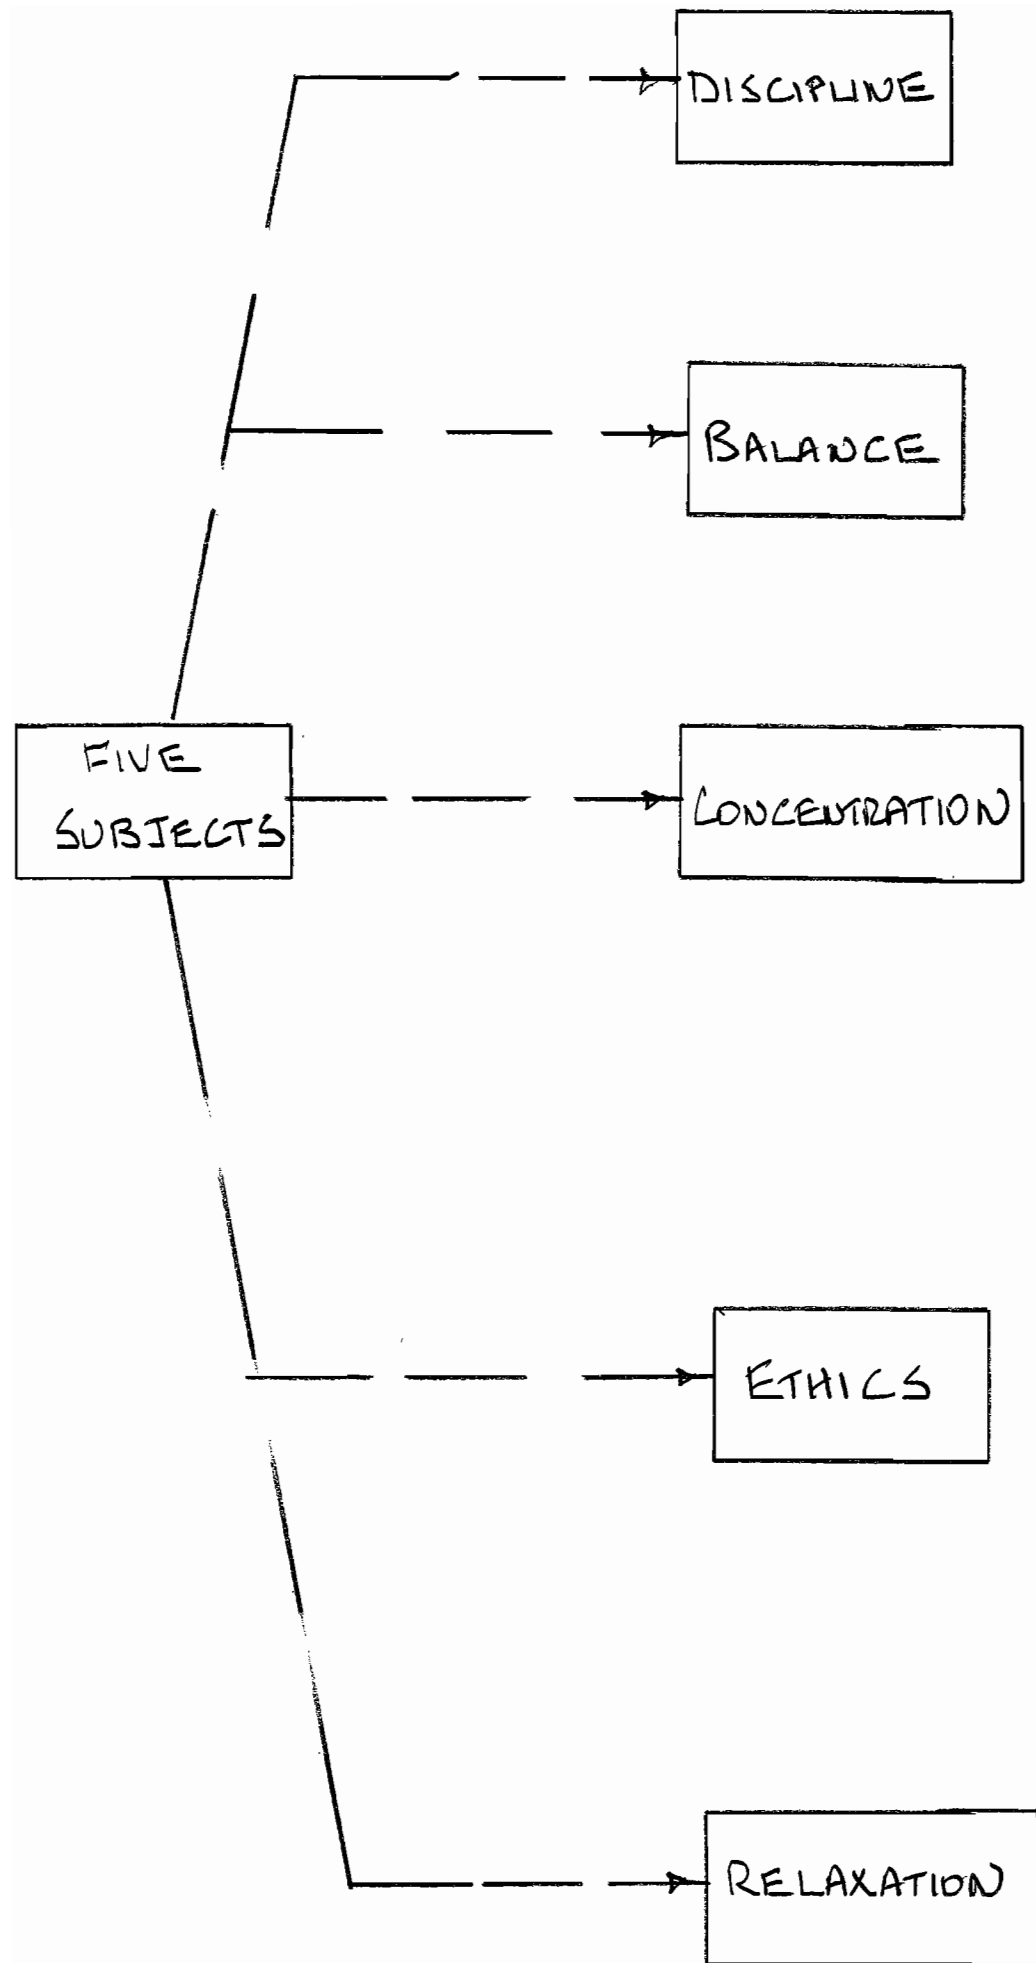 DISCIPLINE
BALANCE
FIVE
SUBJECTS
CONCENTRATION
ETHICS
RELAXATION